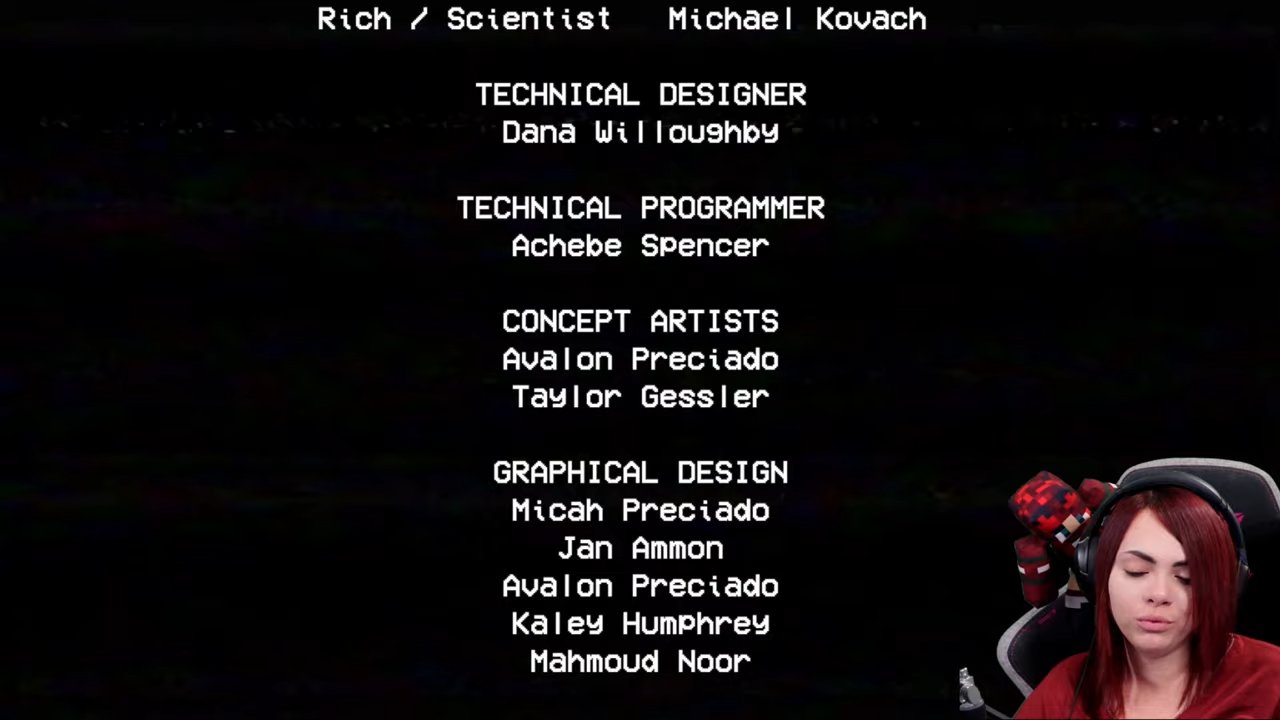 Rich / Scientist Michael Kovach
TECHNICAL DESIGNER
Dana Willoughby
TECHNICAL PROGRAMMER
Achebe Spencer
CONCEPT ARTISTS
Avalon Preciado
Taylor Gessler
GRAPHICAL DESIGN
Micah Preciado
Jan Ammon
Avalon Preciado
Kaley Humphrey
Mahmoud Noor